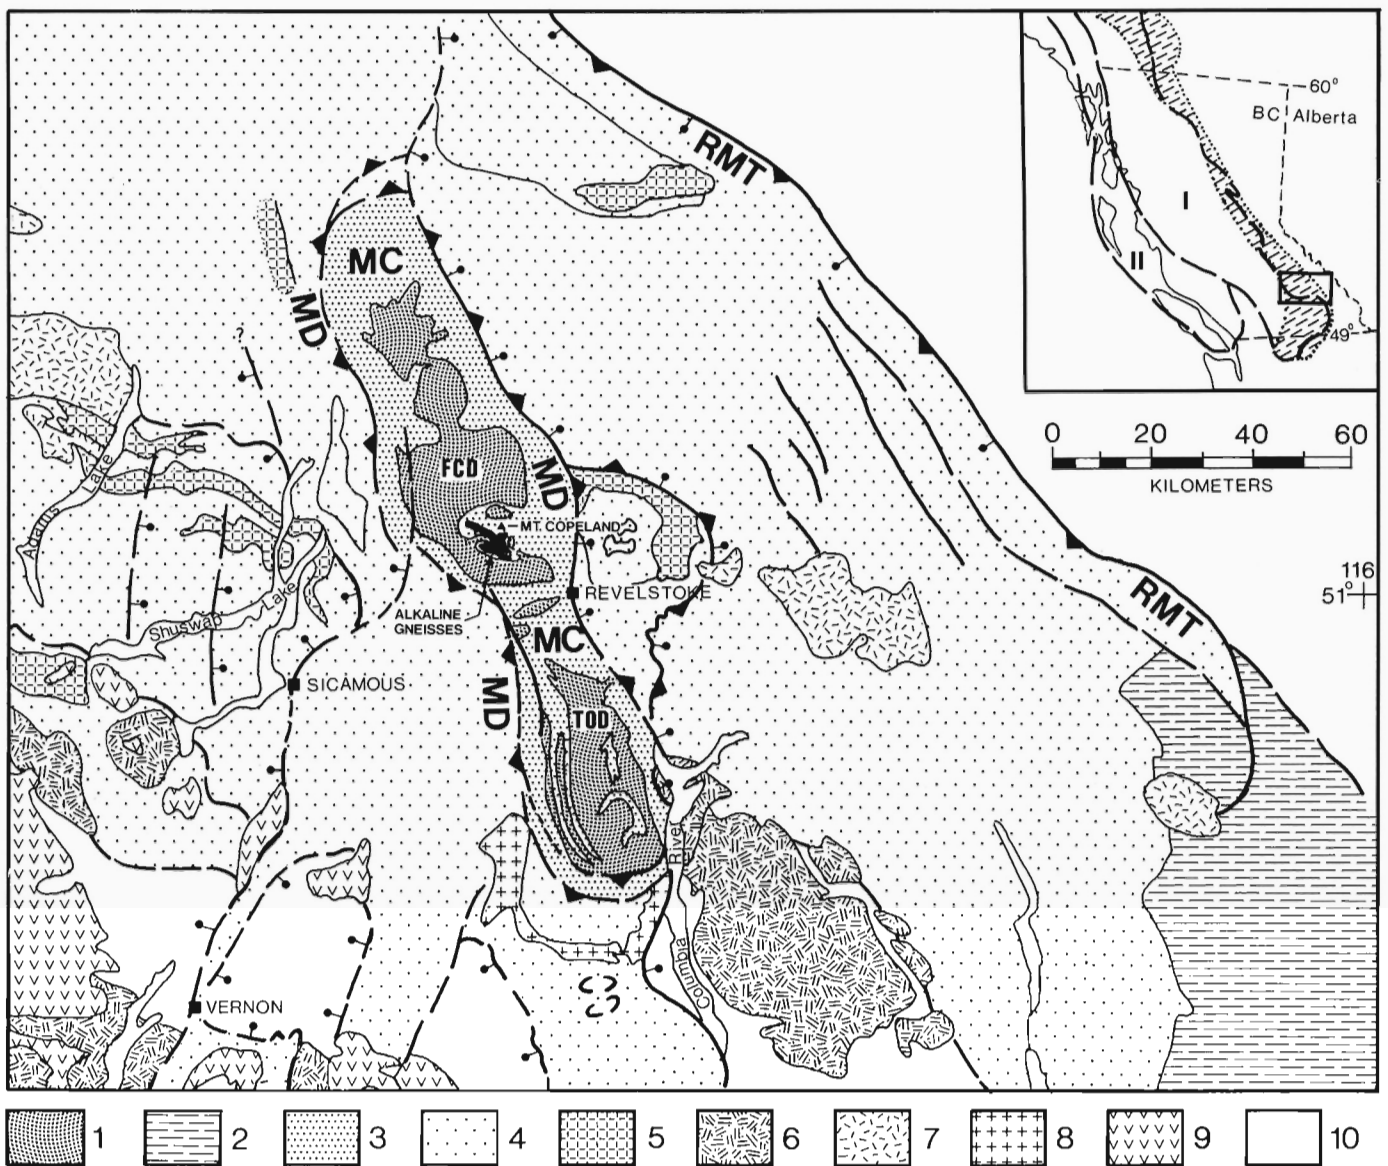 RMT
60°
BC Alberta
I
II
49°
MC
MD
?
0 20 40 60
KILOMETERS
Adams Lake
FCD
MD
MT. COPELAND
116
51°
REVELSTOKE
ALKALINE
GNEISSES
RMT
Shuswap Lake
MC
SICAMOUS
MD
TOD
Columbia River
VERNON
1 2 3 4 5 6 7 8 9 10